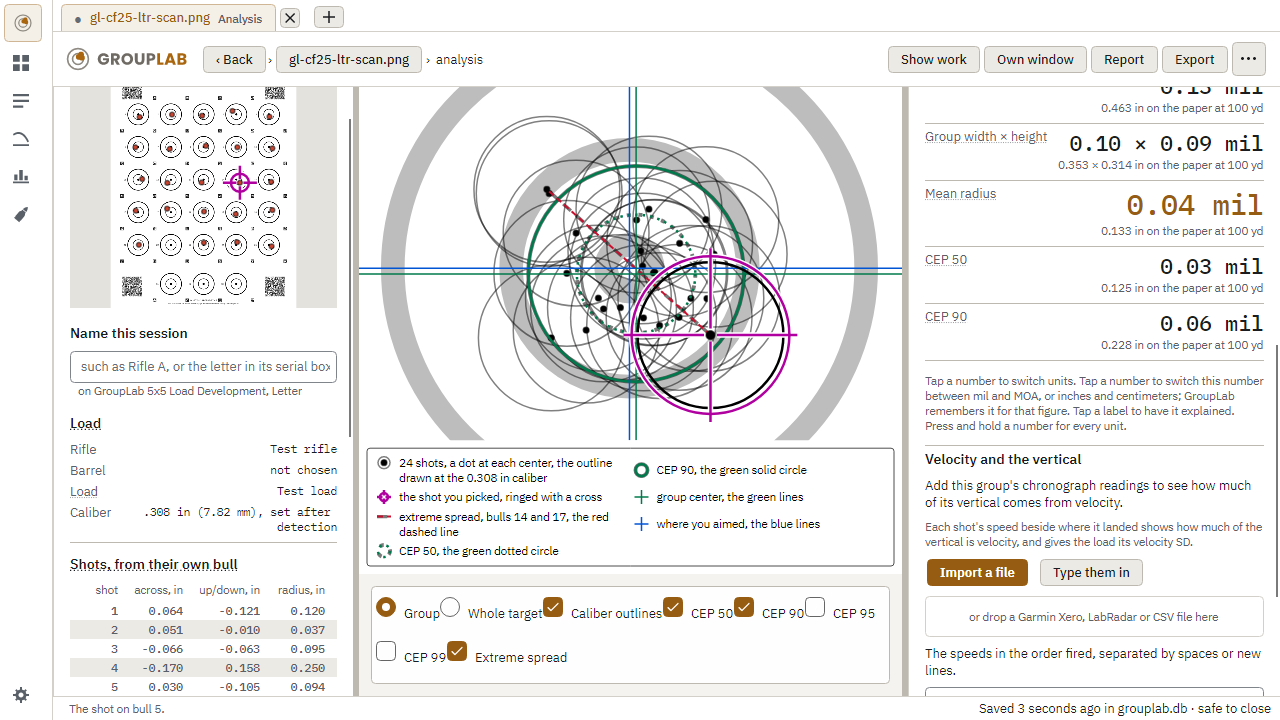 gl-cf25-ltr-scan.png Analysis
GROUPLAB
‹ Back › gl-cf25-ltr-scan.png › analysis
Show work
Own window
Report
Export
Name this session
such as Rifle A, or the letter in its serial box
on GroupLab 5x5 Load Development, Letter
Load
Rifle Test rifle
Barrel not chosen
Load Test load
Caliber .308 in (7.82 mm), set after
detection
Shots, from their own bull
shot across, in up/down, in radius, in
1 0.064 -0.121 0.120
2 0.051 -0.010 0.037
3 -0.066 -0.063 0.095
4 -0.170 0.158 0.250
5 0.030 -0.105 0.094
24 shots, a dot at each center, the outline
drawn at the 0.308 in caliber
the shot you picked, ringed with a cross
extreme spread, bulls 14 and 17, the red
dashed line
CEP 50, the green dotted circle
CEP 90, the green solid circle
group center, the green lines
where you aimed, the blue lines
Group Whole target Caliber outlines CEP 50 CEP 90 CEP 95
CEP 99 Extreme spread
0.13 mil
0.463 in on the paper at 100 yd
Group width × height
0.10 × 0.09 mil
0.353 × 0.314 in on the paper at 100 yd
Mean radius
0.04 mil
0.133 in on the paper at 100 yd
CEP 50
0.03 mil
0.125 in on the paper at 100 yd
CEP 90
0.06 mil
0.228 in on the paper at 100 yd
Tap a number to switch units. Tap a number to switch this number
between mil and MOA, or inches and centimeters; GroupLab
remembers it for that figure. Tap a label to have it explained.
Press and hold a number for every unit.
Velocity and the vertical
Add this group's chronograph readings to see how much
of its vertical comes from velocity.
Each shot's speed beside where it landed shows how much of the
vertical is velocity, and gives the load its velocity SD.
Import a file
Type them in
or drop a Garmin Xero, LabRadar or CSV file here
The speeds in the order fired, separated by spaces or new
lines.
The shot on bull 5.
Saved 3 seconds ago in grouplab.db · safe to close